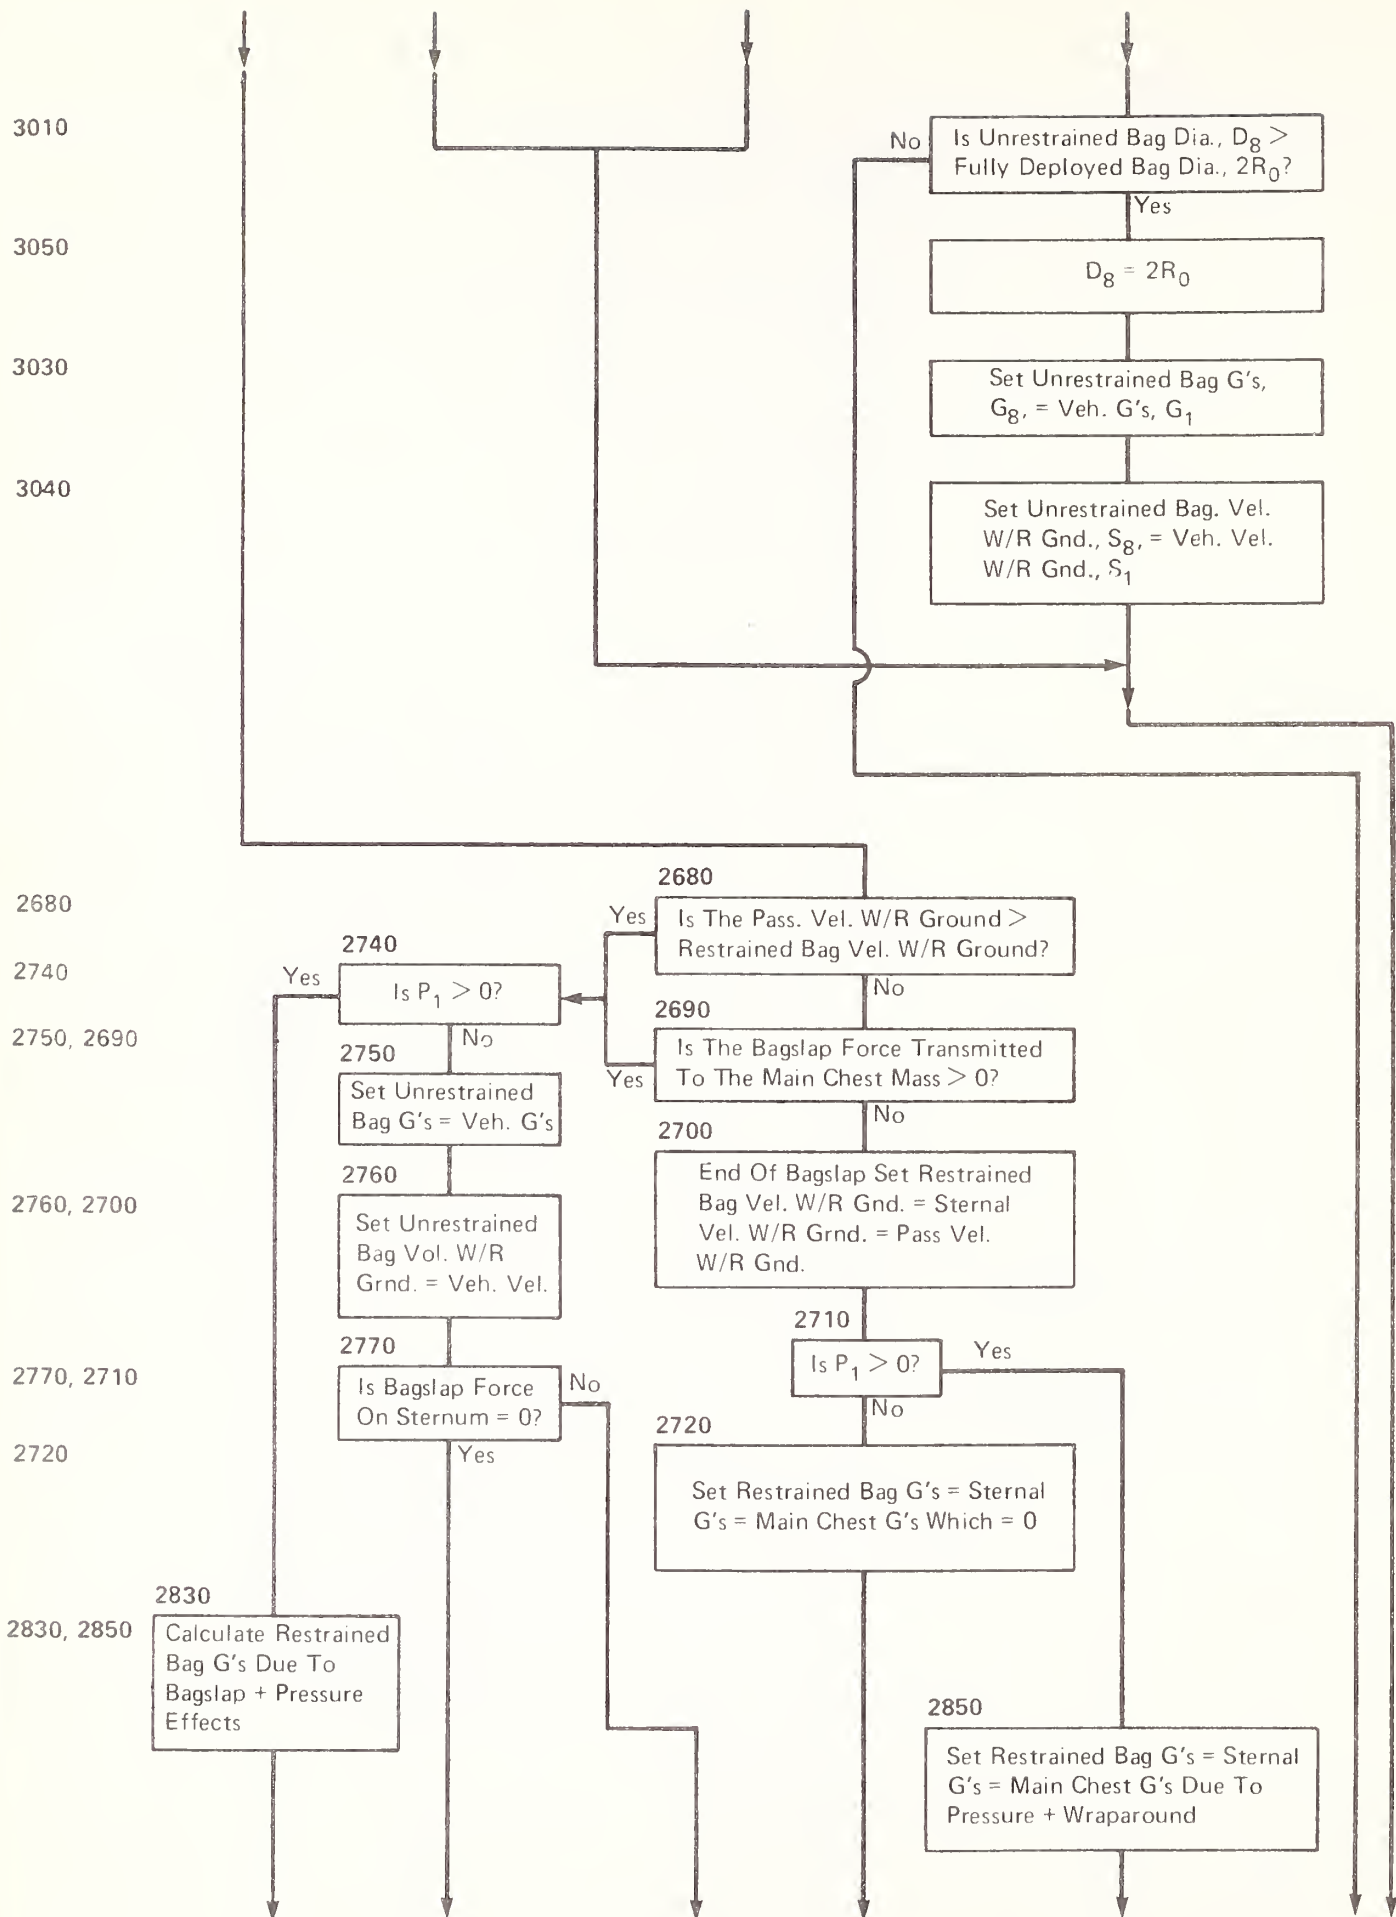 3010
No
Is Unrestrained Bag Dia., D8 >
Fully Deployed Bag Dia., 2R0?
Yes
3050
D8 = 2R0
3030
Set Unrestrained Bag G's,
G8, = Veh. G's, G1
3040
Set Unrestrained Bag. Vel.
W/R Gnd., S8, = Veh. Vel.
W/R Gnd., S1
2680
2680
Yes
Is The Pass. Vel. W/R Ground >
Restrained Bag Vel. W/R Ground?
No
2740
2740
Yes
Is P1 > 0?
No
2750, 2690
2690
Yes
Is The Bagslap Force Transmitted
To The Main Chest Mass > 0?
No
2750
Set Unrestrained
Bag G's = Veh. G's
2760, 2700
2760
Set Unrestrained
Bag Vol. W/R
Grnd. = Veh. Vel.
2700
End Of Bagslap Set Restrained
Bag Vel. W/R Gnd. = Sternal
Vel. W/R Grnd. = Pass Vel.
W/R Gnd.
2770, 2710
2770
Is Bagslap Force
On Sternum = 0?
No
Yes
2710
Is P1 > 0?
Yes
No
2720
2720
Set Restrained Bag G's = Sternal
G's = Main Chest G's Which = 0
2830, 2850
2830
Calculate Restrained
Bag G's Due To
Bagslap + Pressure
Effects
2850
Set Restrained Bag G's = Sternal
G's = Main Chest G's Due To
Pressure + Wraparound